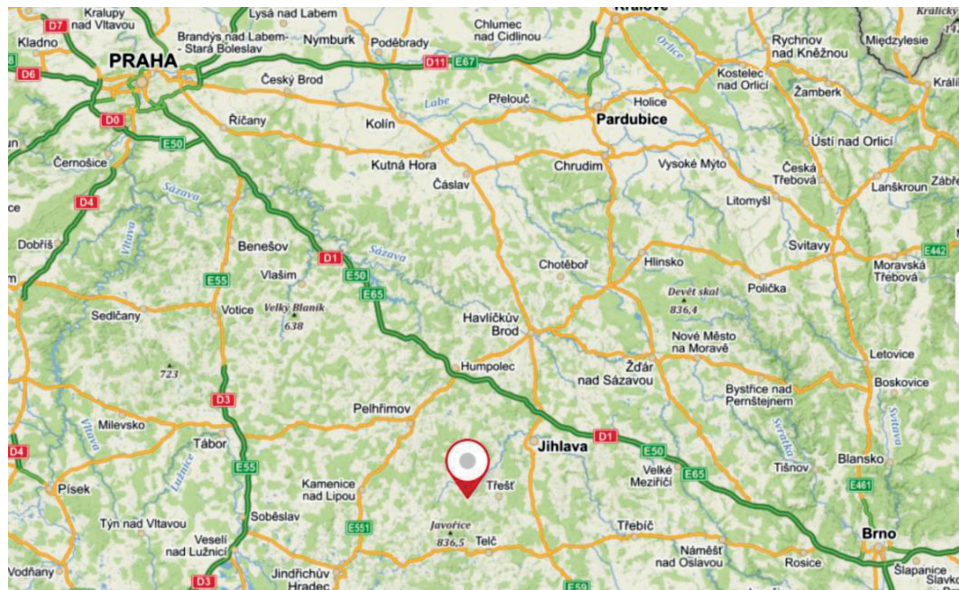 Kralupy
nad Vltavou
Lysá nad Labem
Králové
Králický
D7
Kladno
Brandýs nad Labem-
- Stará Boleslav
Nymburk
Poděbrady
Chlumec
nad Cidlinou
Orlice
Rychnov
nad Kněžnou
Międzylesie
PRAHA
D11
E67
D6
Český Brod
Labe
Přelouč
Holice
Kostelec
nad Orlicí
Žamberk
D0
Říčany
Kolín
Pardubice
E50
Ústí nad Orlicí
Černošice
Kutná Hora
Chrudim
Vysoké Mýto
Česká
Třebová
Čáslav
Lanškroun
D4
Sázava
Litomyšl
Vltava
Dobříš
Benešov
D1
Sázava
Svitavy
E442
Hlinsko
Chotěboř
Moravská
Třebová
E55
Vlašim
E50
E65
Polička
Sedlčany
Votice
Velký Blaník
638
Devět skal
836,4
Havlíčkův
Brod
Nové Město
na Moravě
Letovice
723
Humpolec
Žďár
nad Sázavou
Boskovice
D3
Bystřice nad
Pernštejnem
Pelhřimov
Milevsko
Vltava
Tábor
D1
Svratka
Svitava
D4
Jihlava
E50
Lužnice
E55
Velké
Meziříčí
E65
Tišnov
Blansko
Písek
Kamenice
nad Lipou
Třešť
E461
Týn nad Vltavou
Soběslav
E551
Javořice
836,5
Telč
Třebíč
Brno
Veselí
nad Lužnicí
Náměšť
nad Oslavou
Rosice
Vodňany
D3
Jindřichův
Hradec
E59
Šlapanice